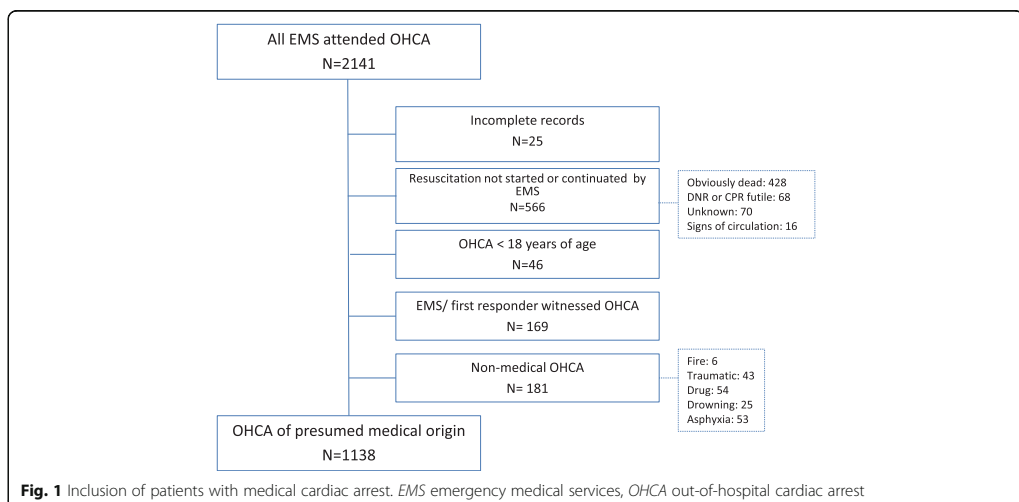 All EMS attended OHCA
N=2141
Incomplete records
N=25
Resuscitation not started or continuated by
EMS
N=566
Obviously dead: 428
DNR or CPR futile: 68
Unknown: 70
Signs of circulation: 16
OHCA < 18 years of age
N=46
EMS/ first responder witnessed OHCA
N= 169
Non-medical OHCA
N= 181
Fire: 6
Traumatic: 43
Drug: 54
Drowning: 25
Asphyxia: 53
OHCA of presumed medical origin
N=1138
Fig. 1 Inclusion of patients with medical cardiac arrest. EMS emergency medical services, OHCA out-of-hospital cardiac arrest